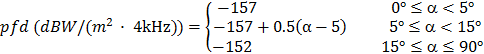 pfd (dBW/(m² · 4kHz)) = { −157 0° ≤ α < 5°
−157 + 0.5(α − 5) 5° ≤ α < 15°
−152 15° ≤ α ≤ 90°